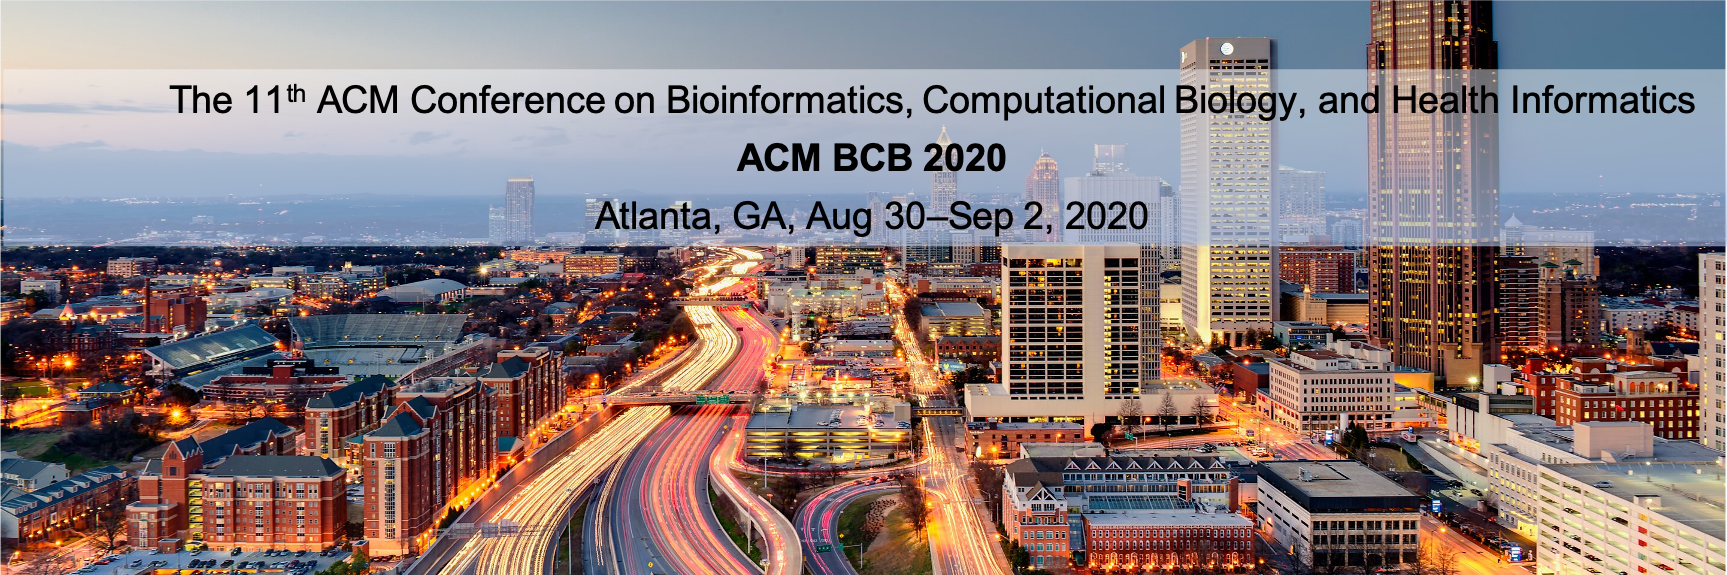 The 11th ACM Conference on Bioinformatics, Computational Biology, and Health Informatics
ACM BCB 2020
Atlanta, GA, Aug 30–Sep 2, 2020